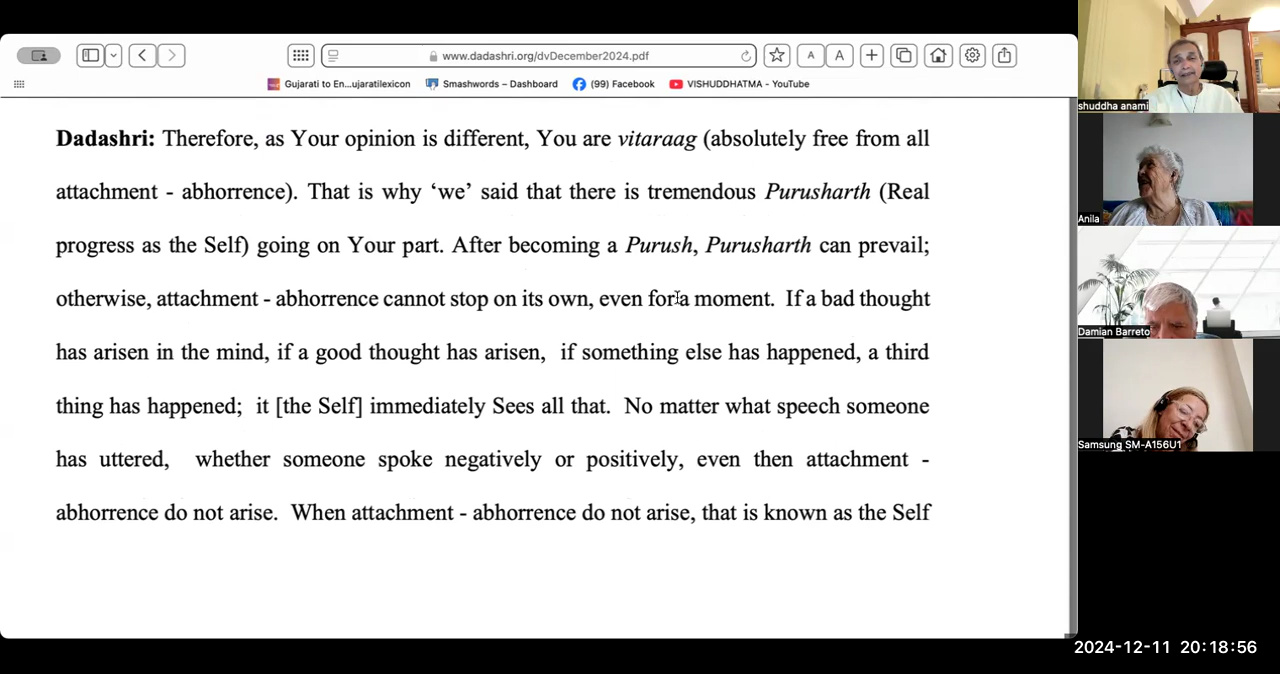 www.dadashri.org/dvDecember2024.pdf
A A
Gujarati to En...ujaratilexicon Smashwords – Dashboard (99) Facebook VISHUDDHATMA - YouTube
Dadashri: Therefore, as Your opinion is different, You are vitaraag (absolutely free from all
attachment - abhorrence). That is why ‘we’ said that there is tremendous Purusharth (Real
progress as the Self) going on Your part. After becoming a Purush, Purusharth can prevail;
otherwise, attachment - abhorrence cannot stop on its own, even for a moment. If a bad thought
has arisen in the mind, if a good thought has arisen, if something else has happened, a third
thing has happened; it [the Self] immediately Sees all that. No matter what speech someone
has uttered, whether someone spoke negatively or positively, even then attachment -
abhorrence do not arise. When attachment - abhorrence do not arise, that is known as the Self
shuddha anami
Anila
Damian Barreto
Samsung SM-A156U1
2024-12-11 20:18:56